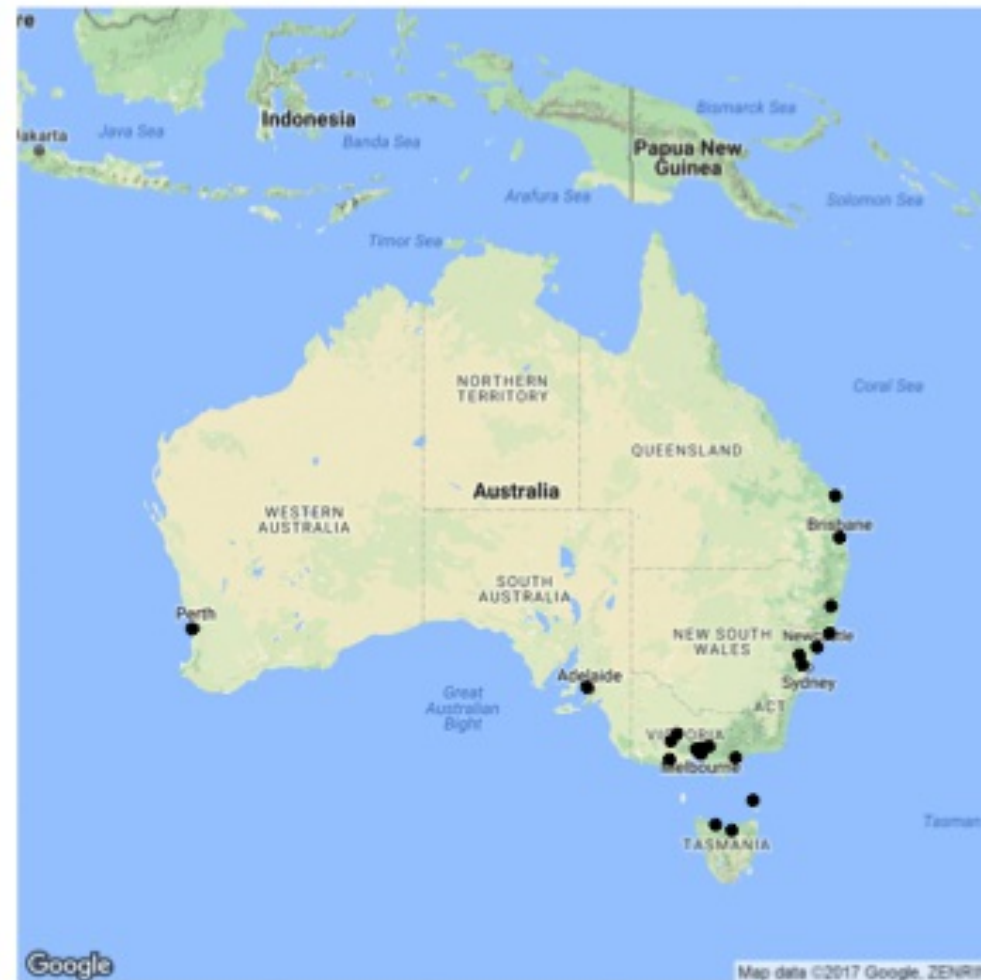 re
Indonesia
Java Sea
Jakarta
Banda Sea
Bismarck Sea
Papua New
Guinea
Arafura Sea
Solomon Sea
Timor Sea
NORTHERN
TERRITORY
Coral Sea
QUEENSLAND
Australia
WESTERN
AUSTRALIA
Brisbane
SOUTH
AUSTRALIA
Perth
NEW SOUTH
WALES
Newcastle
Adelaide
Sydney
Great
Australian
Bight
ACT
VICTORIA
Melbourne
Tasman
TASMANIA
Google
Map data ©2017 Google, ZENRIN